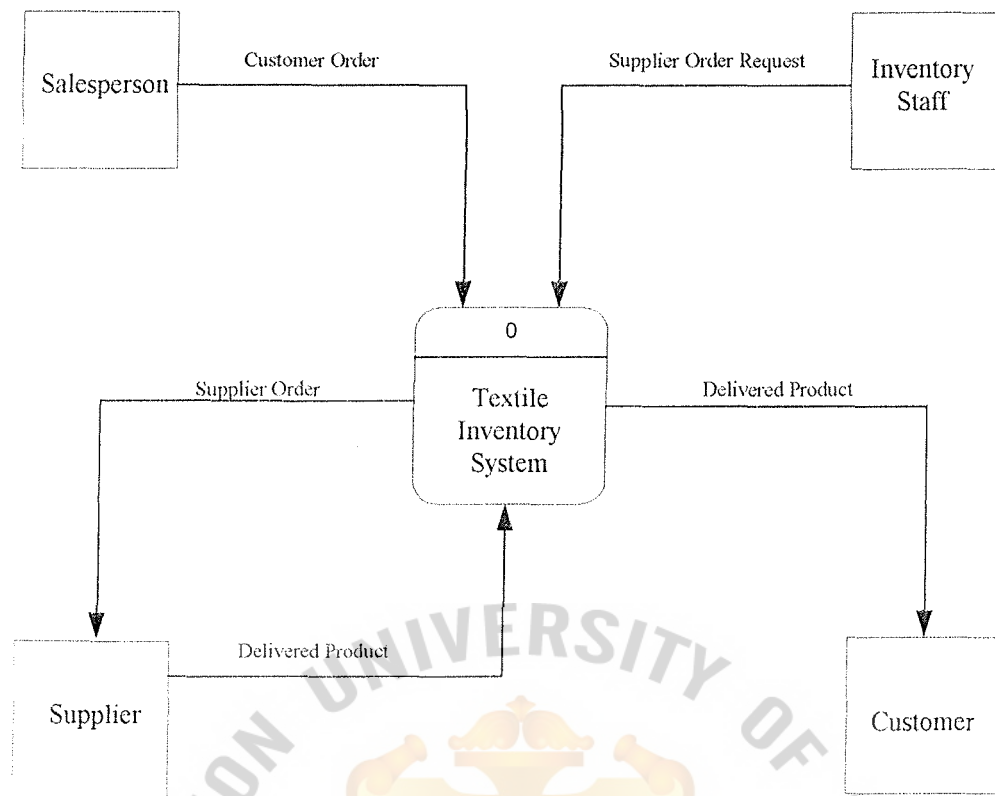 Customer Order
Supplier Order Request
Salesperson
Inventory
Staff
0
Textile
Inventory
System
Supplier Order
Delivered Product
Delivered Product
Supplier
Customer
UNIVERSITY OF